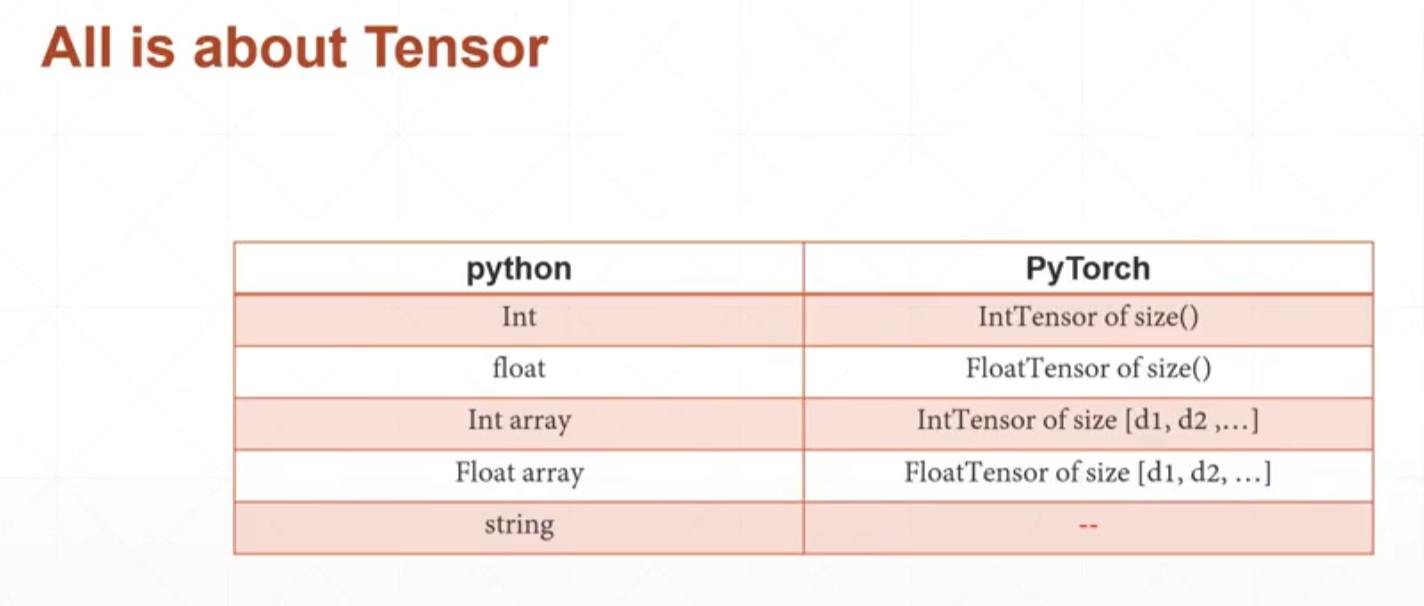 All is about Tensor
python PyTorch
Int IntTensor of size()
float FloatTensor of size()
Int array IntTensor of size [d1, d2 ,…]
Float array FloatTensor of size [d1, d2, …]
string --